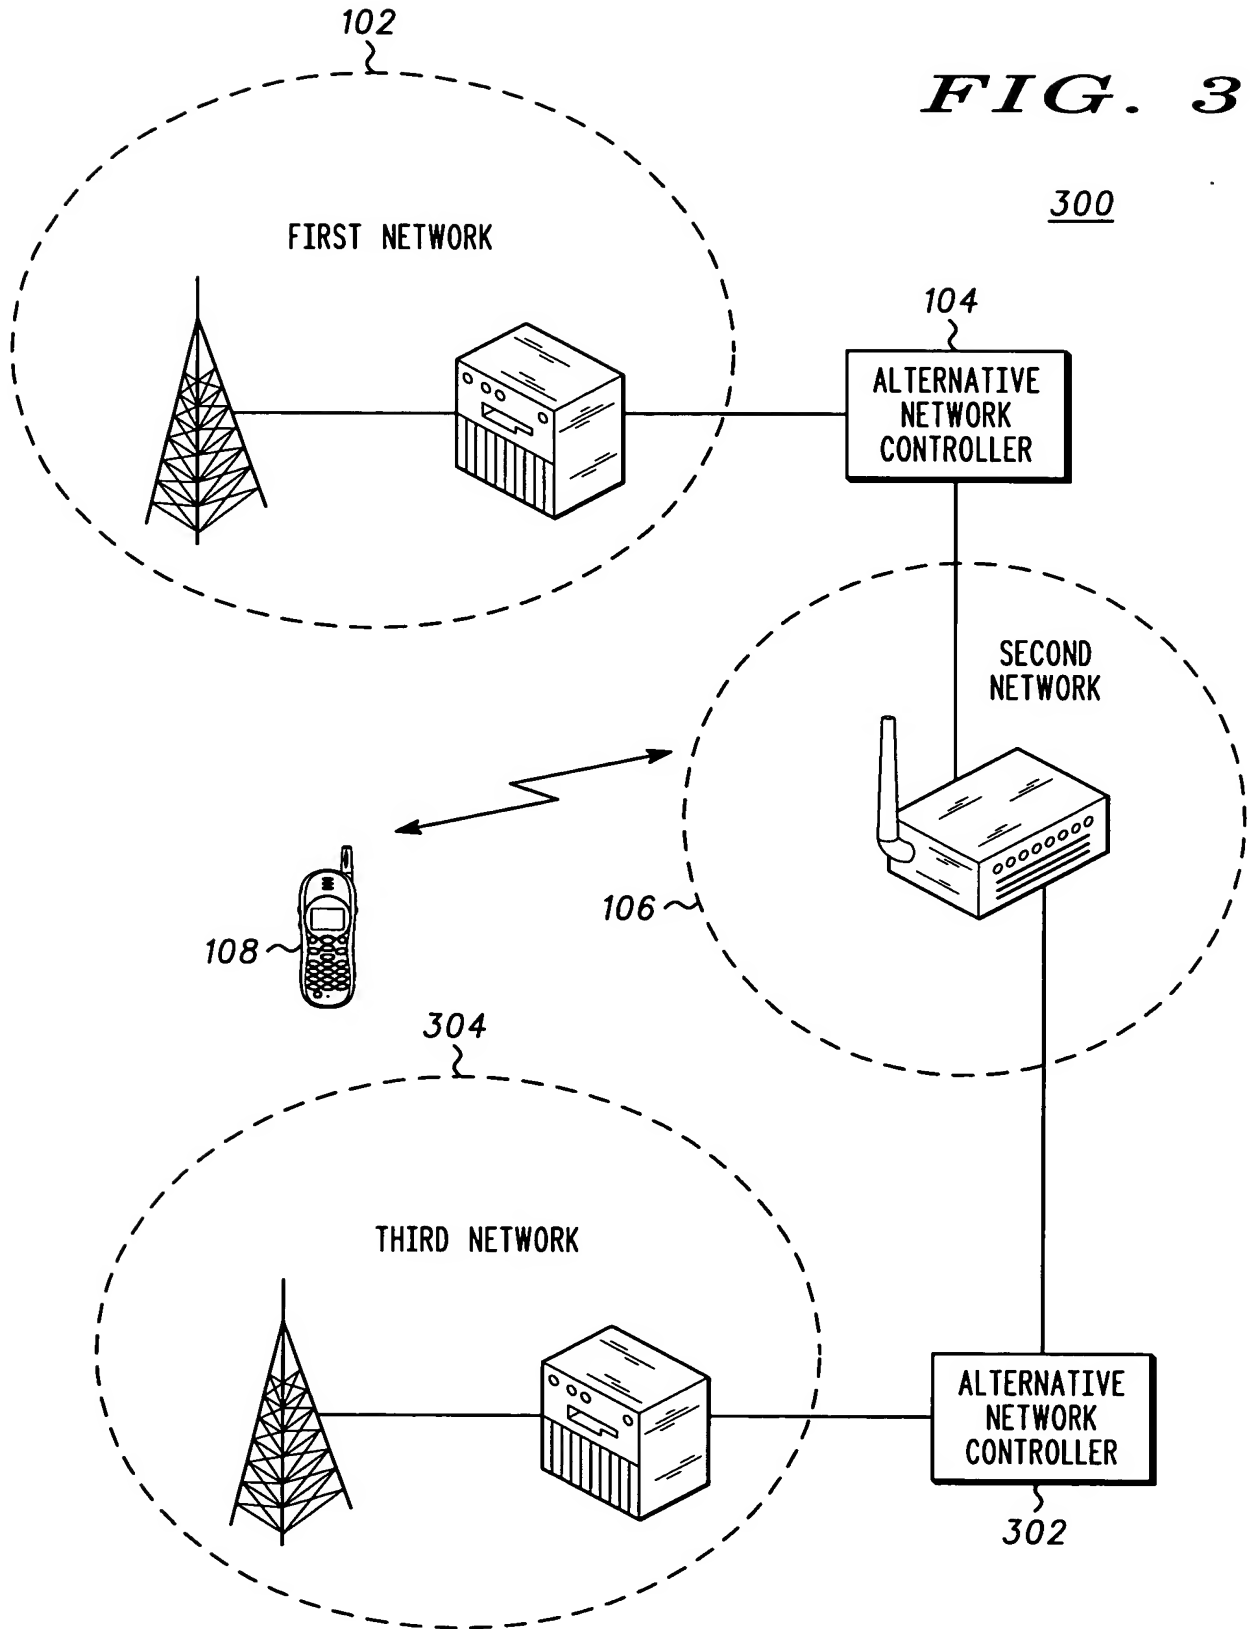 102
FIG. 3
300
FIRST NETWORK
104
ALTERNATIVE
NETWORK
CONTROLLER
SECOND
NETWORK
106
108
304
THIRD NETWORK
ALTERNATIVE
NETWORK
CONTROLLER
302